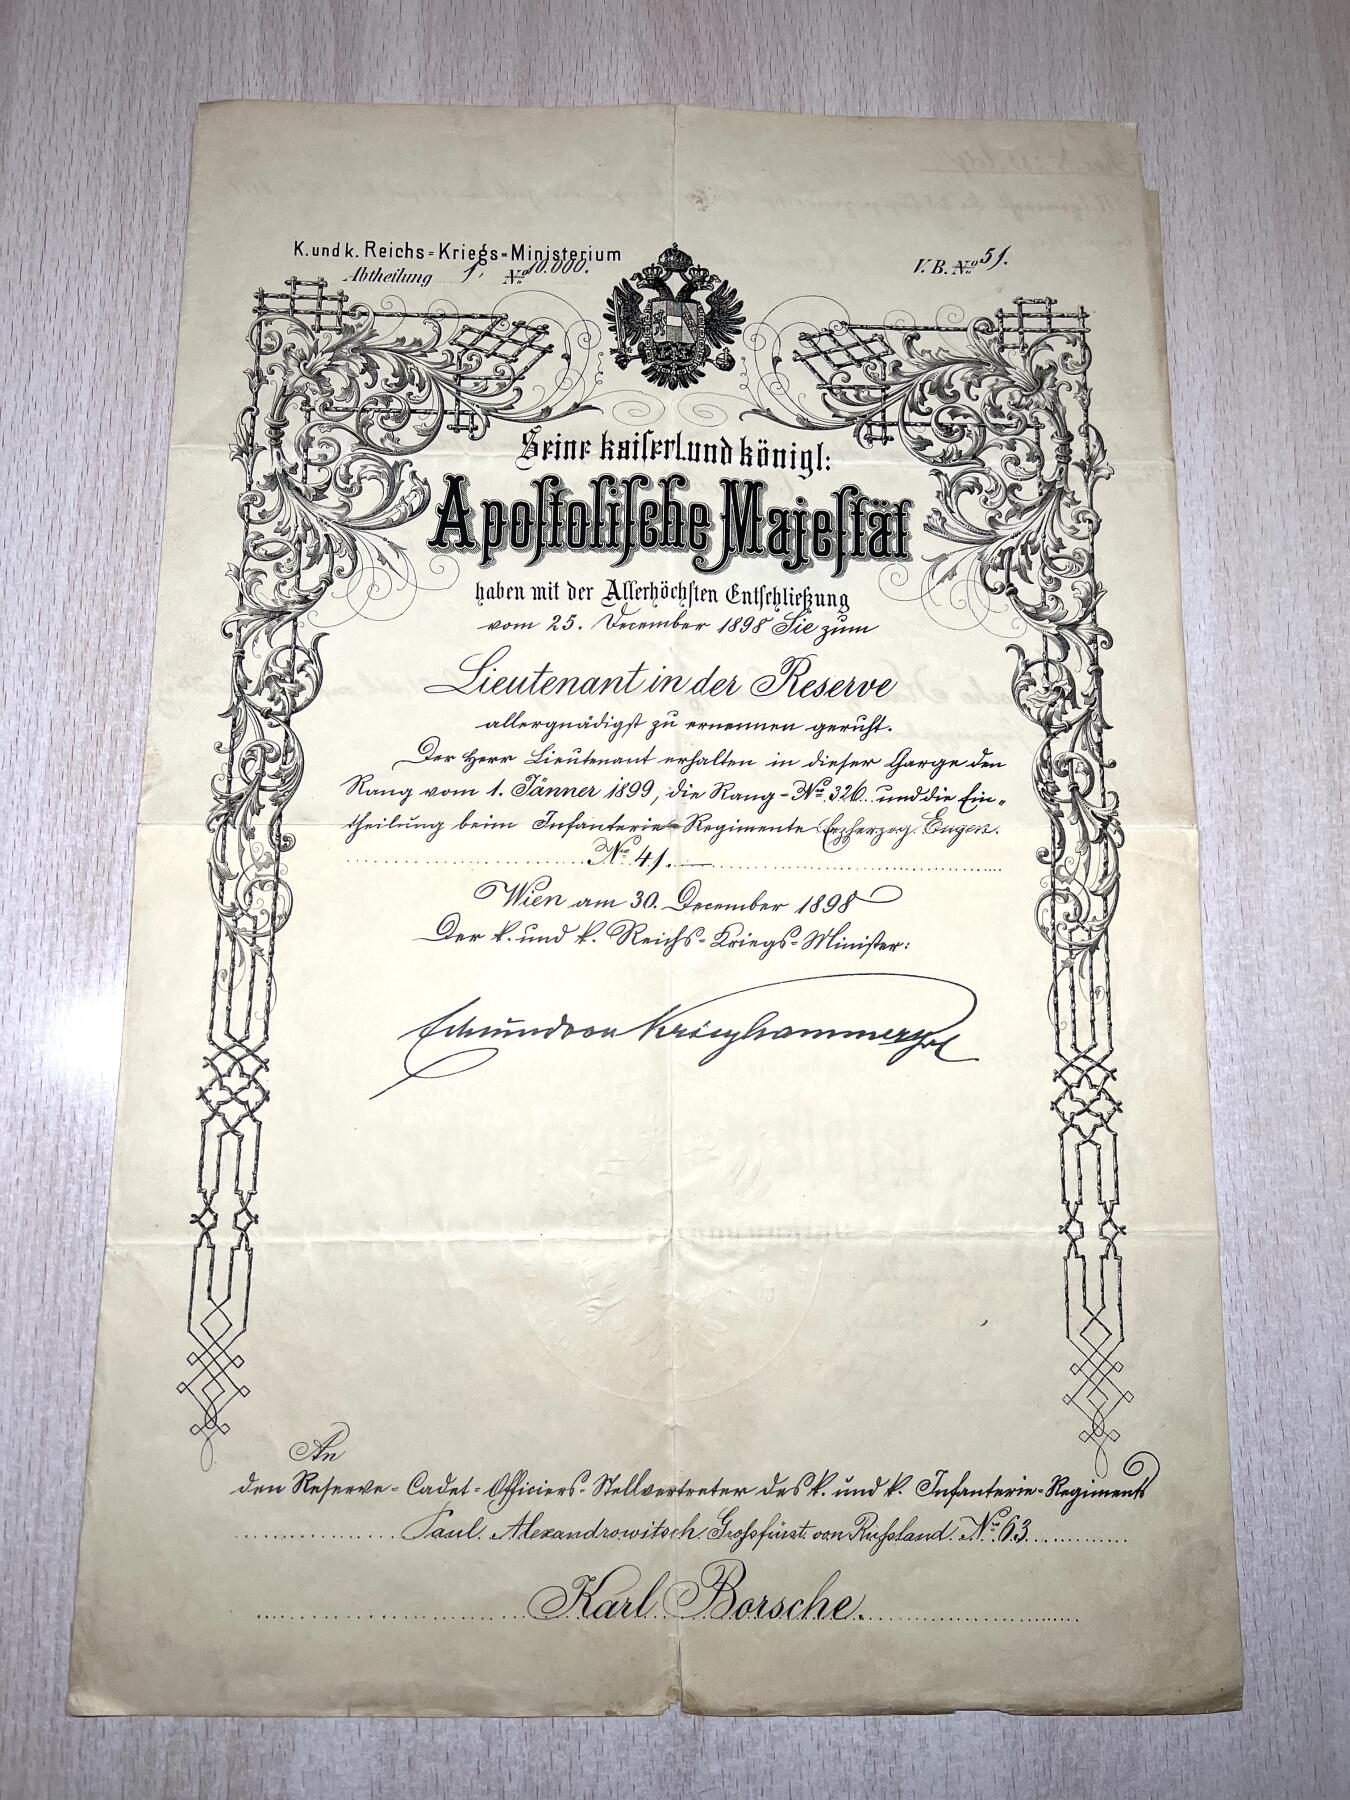 K. und k. Reichs-Kriegs-Ministerium
Abtheilung 1, No 10.000.
V. B. No 51.
Seine kaiserl. und königl:
Apostolische Majestät
haben mit der Allerhöchsten Entschließung
vom 25. December 1898 Sie zum
Lieutenant in der Reserve
allergnädigst zu ernennen geruht.
Der Herr Lieutenant erhalten in dieser Charge den
Rang vom 1. Jänner 1899, die Rang-No. 326. und die Ein-
theilung beim Infanterie-Regimente Erzherzog Eugen.
No. 41.
Wien am 30. December 1898
Der k. und k. Reichs-Kriegs-Minister:
Edmund von Krieghammer
An
den Reserve-Cadet-Officiers-Stellvertreter des k. und k. Infanterie-Regiments
Paul Alexandrowitsch Großfürst von Russland No. 63
Karl Borsche.